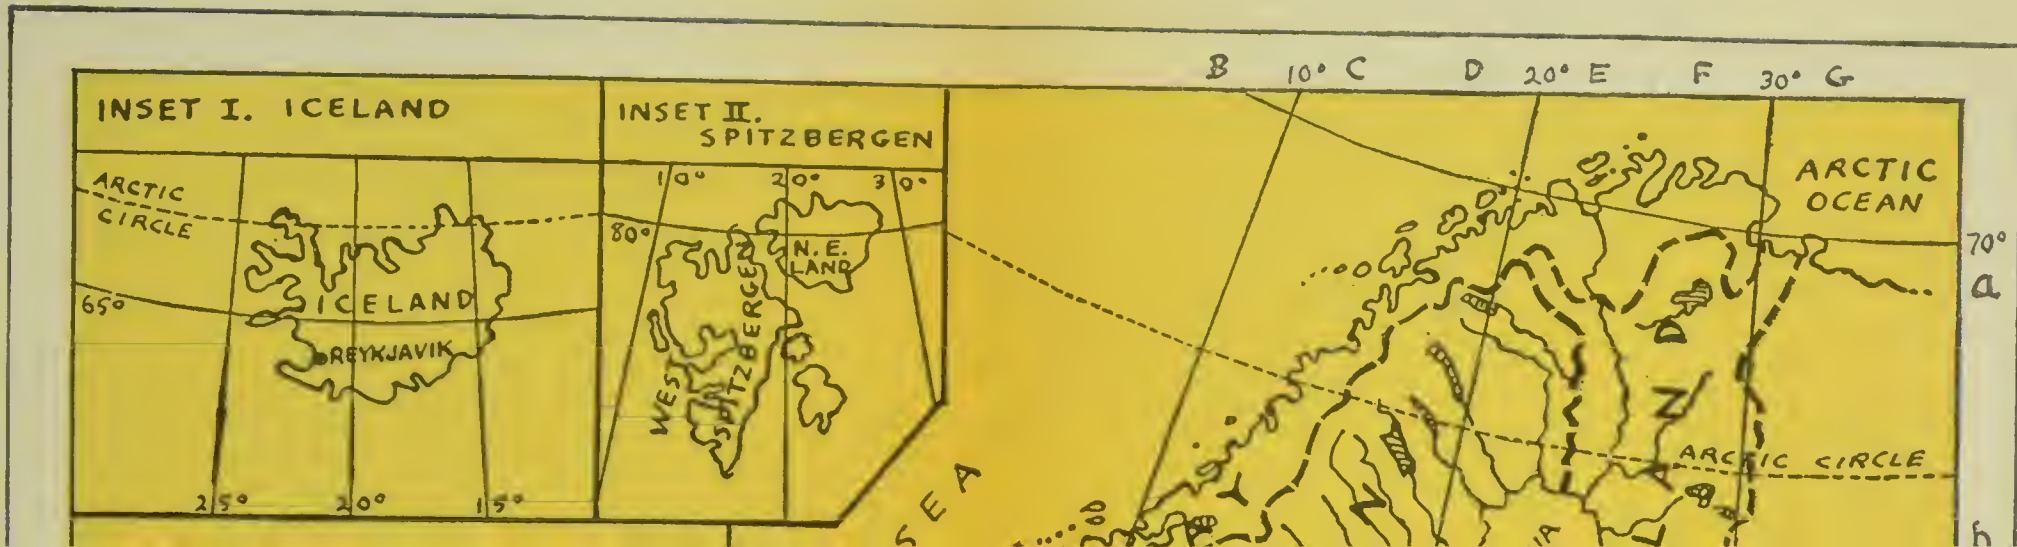 B 10° C D 20° E F 30° G
INSET I. ICELAND
INSET II.
SPITZBERGEN
ARCTIC
CIRCLE
65°
ICELAND
REYKJAVIK
25° 20° 15°
10° 20° 30°
80°
N.E.
LAND
WEST
SPITZBERGEN
ARCTIC
OCEAN
70°
a
ARCTIC CIRCLE
SEA
Y
N
D
N
L
b